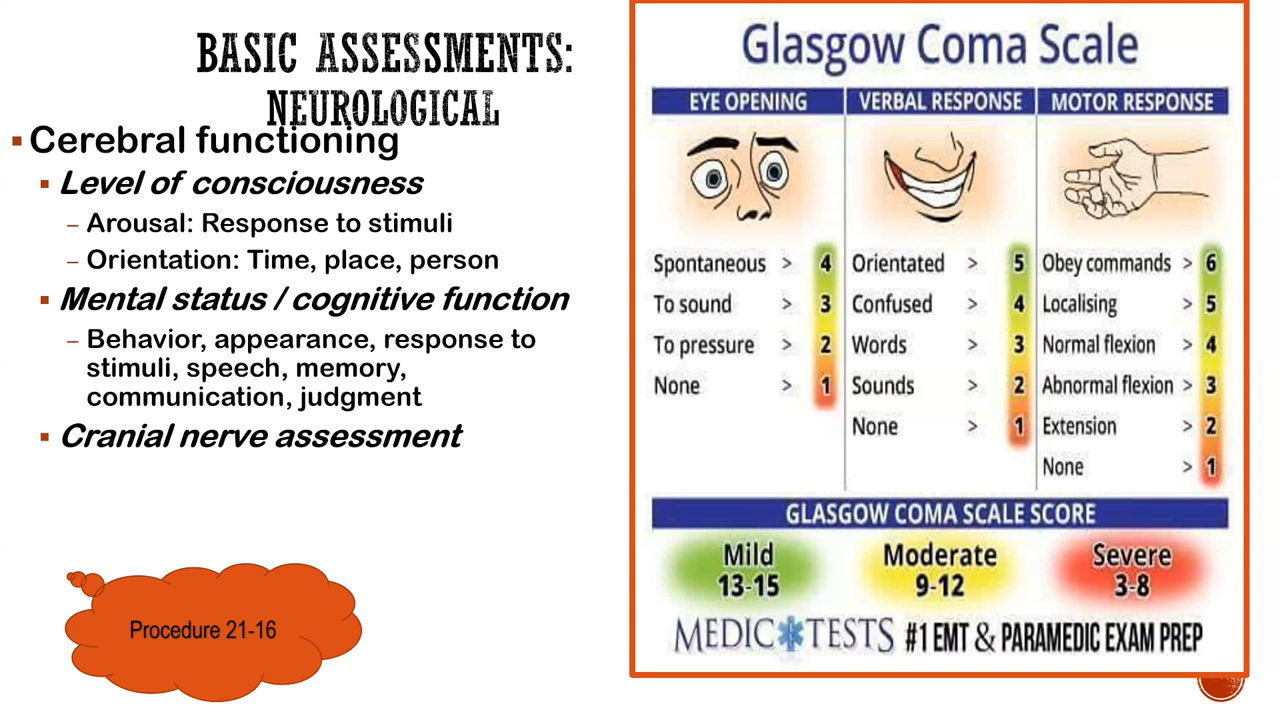 BASIC ASSESSMENTS:
NEUROLOGICAL
▪ Cerebral functioning
▪ Level of consciousness
– Arousal: Response to stimuli
– Orientation: Time, place, person
▪ Mental status / cognitive function
– Behavior, appearance, response to
stimuli, speech, memory,
communication, judgment
▪ Cranial nerve assessment
Procedure 21-16
Glasgow Coma Scale
EYE OPENING
Spontaneous > 4
To sound > 3
To pressure > 2
None > 1
VERBAL RESPONSE
Orientated > 5
Confused > 4
Words > 3
Sounds > 2
None > 1
MOTOR RESPONSE
Obey commands > 6
Localising > 5
Normal flexion > 4
Abnormal flexion > 3
Extension > 2
None > 1
GLASGOW COMA SCALE SCORE
Mild
13-15
Moderate
9-12
Severe
3-8
MEDIC TESTS #1 EMT & PARAMEDIC EXAM PREP